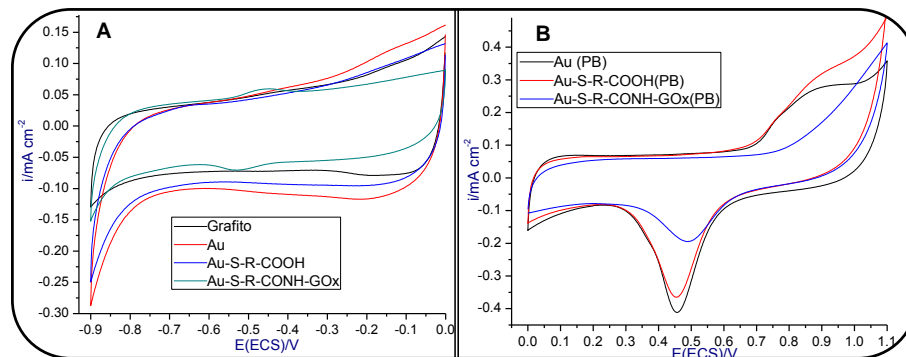 A
i/mA cm-2
0.15
0.10
0.05
0.00
-0.05
-0.10
-0.15
-0.20
-0.25
-0.30
Grafito
Au
Au-S-R-COOH
Au-S-R-CONH-GOx
-0.9 -0.8 -0.7 -0.6 -0.5 -0.4 -0.3 -0.2 -0.1 0.0
E(ECS)/V
B
i/mA cm-2
0.4
0.3
0.2
0.1
0.0
-0.1
-0.2
-0.3
-0.4
Au (PB)
Au-S-R-COOH(PB)
Au-S-R-CONH-GOx(PB)
0.0 0.1 0.2 0.3 0.4 0.5 0.6 0.7 0.8 0.9 1.0 1.1
E(ECS)/V